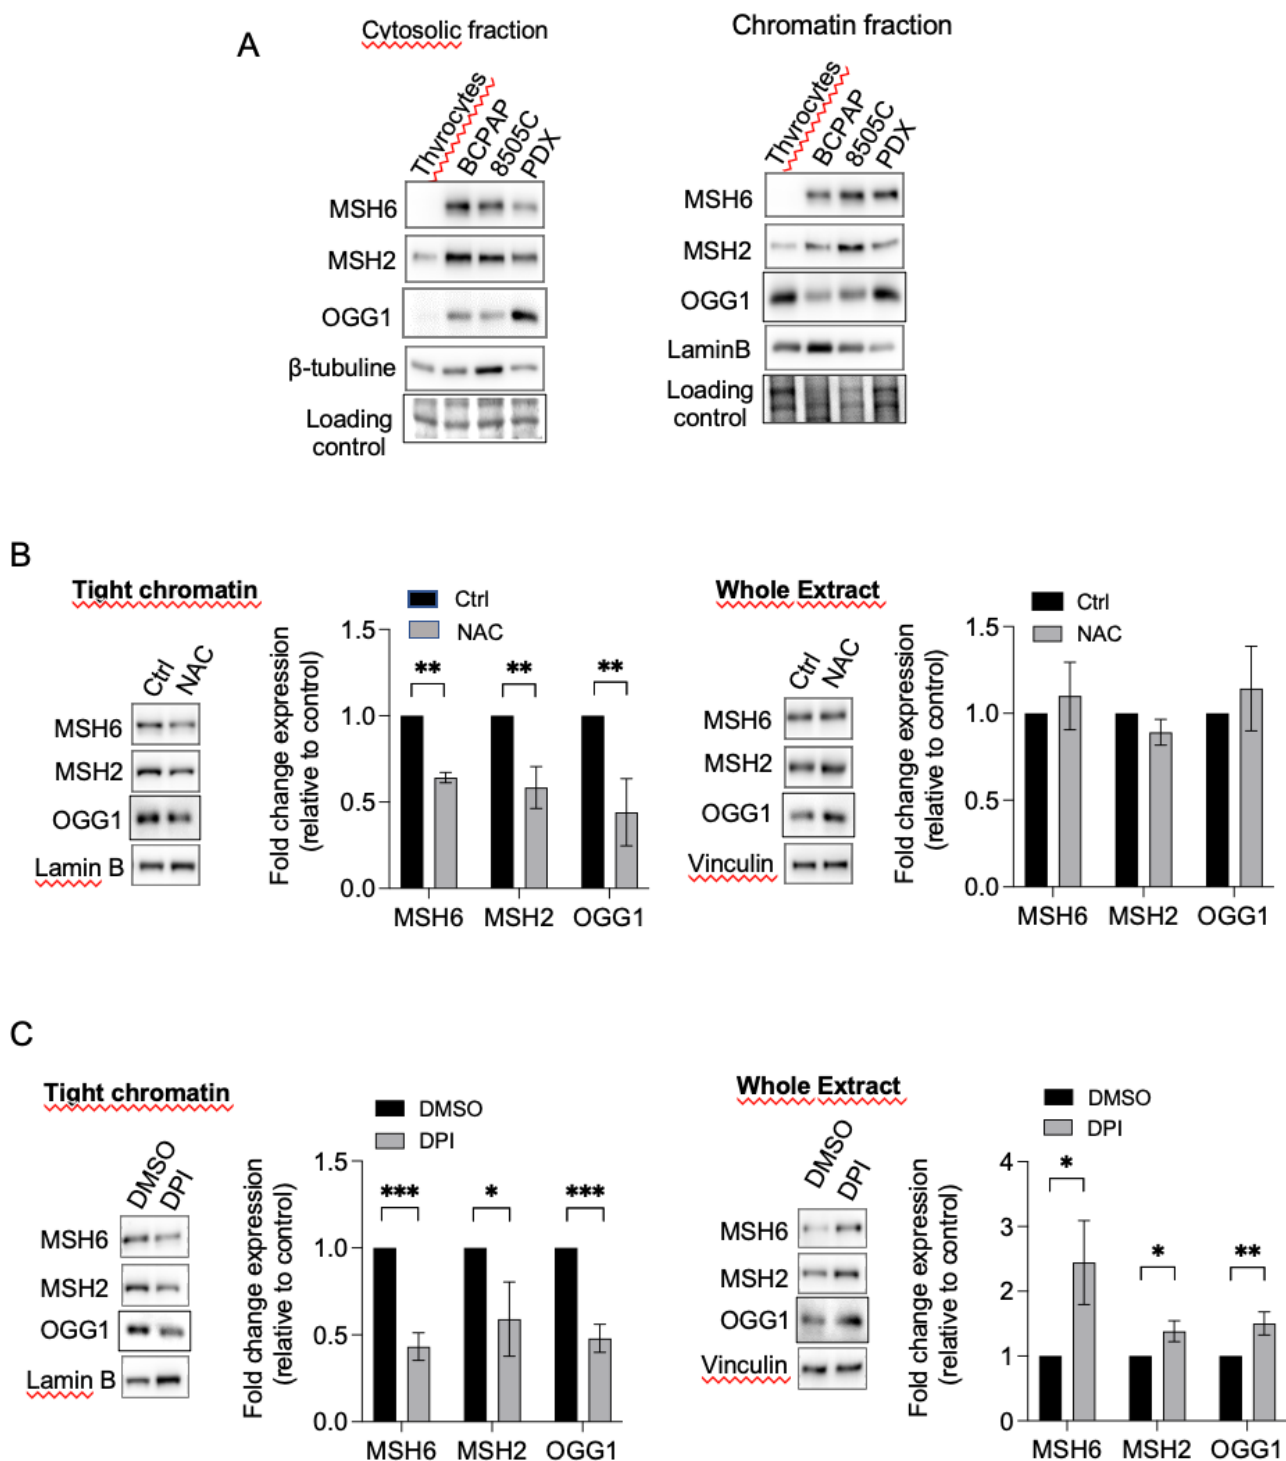 A
Cytosolic fraction
Chromatin fraction
Thyrocytes
BCPAP
8505C
PDX
MSH6
MSH2
OGG1
β-tubuline
Loading
control
Thyrocytes
BCPAP
8505C
PDX
MSH6
MSH2
OGG1
LaminB
Loading
control
B
Tight chromatin
Ctrl
NAC
MSH6
MSH2
OGG1
Lamin B
Ctrl
NAC
Fold change expression
(relative to control)
1.5
1.0
0.5
0.0
**
**
**
MSH6
MSH2
OGG1
Whole Extract
Ctrl
NAC
MSH6
MSH2
OGG1
Vinculin
Ctrl
NAC
Fold change expression
(relative to control)
1.5
1.0
0.5
0.0
MSH6
MSH2
OGG1
C
Tight chromatin
DMSO
DPI
MSH6
MSH2
OGG1
Lamin B
DMSO
DPI
Fold change expression
(relative to control)
1.5
1.0
0.5
0.0
***
*
***
MSH6
MSH2
OGG1
Whole Extract
DMSO
DPI
MSH6
MSH2
OGG1
Vinculin
DMSO
DPI
Fold change expression
(relative to control)
4
3
2
1
0
*
*
**
MSH6
MSH2
OGG1